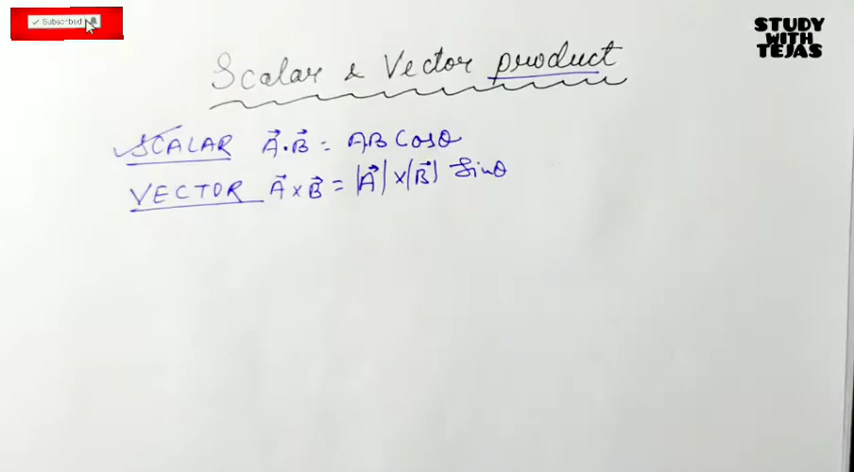 ✓ Subscribed
STUDY
WITH
TEJAS
Scalar & Vector product
SCALAR A⃗.B⃗ = AB Cosθ
VECTOR A⃗ × B⃗ = |A⃗| × |B⃗| Sinθ